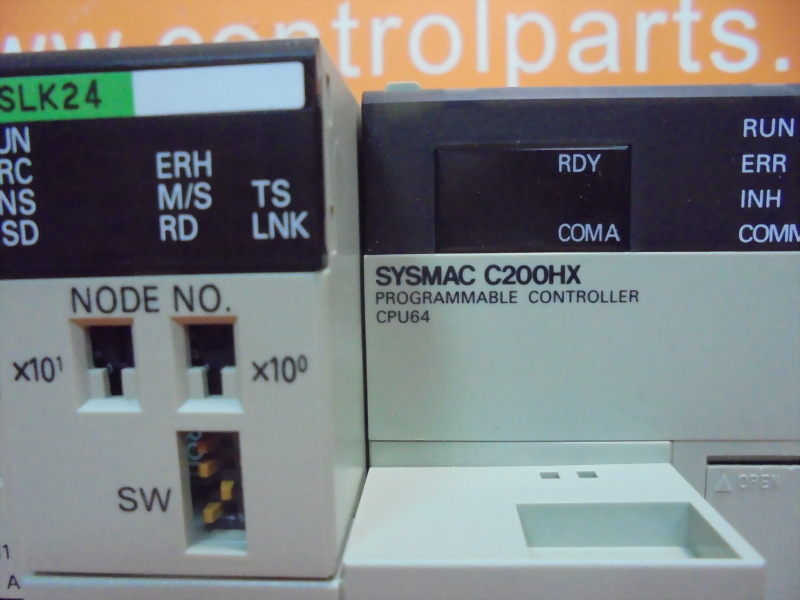 www.controlparts.
SLK24
RUN
ERR
INH
COMM
RDY
COMA
ERH
M/S
RD
TS
LNK
UN
RC
NS
SD
SYSMAC C200HX
PROGRAMMABLE CONTROLLER
CPU64
NODE NO.
x10¹
x10⁰
SW
OPEN
A